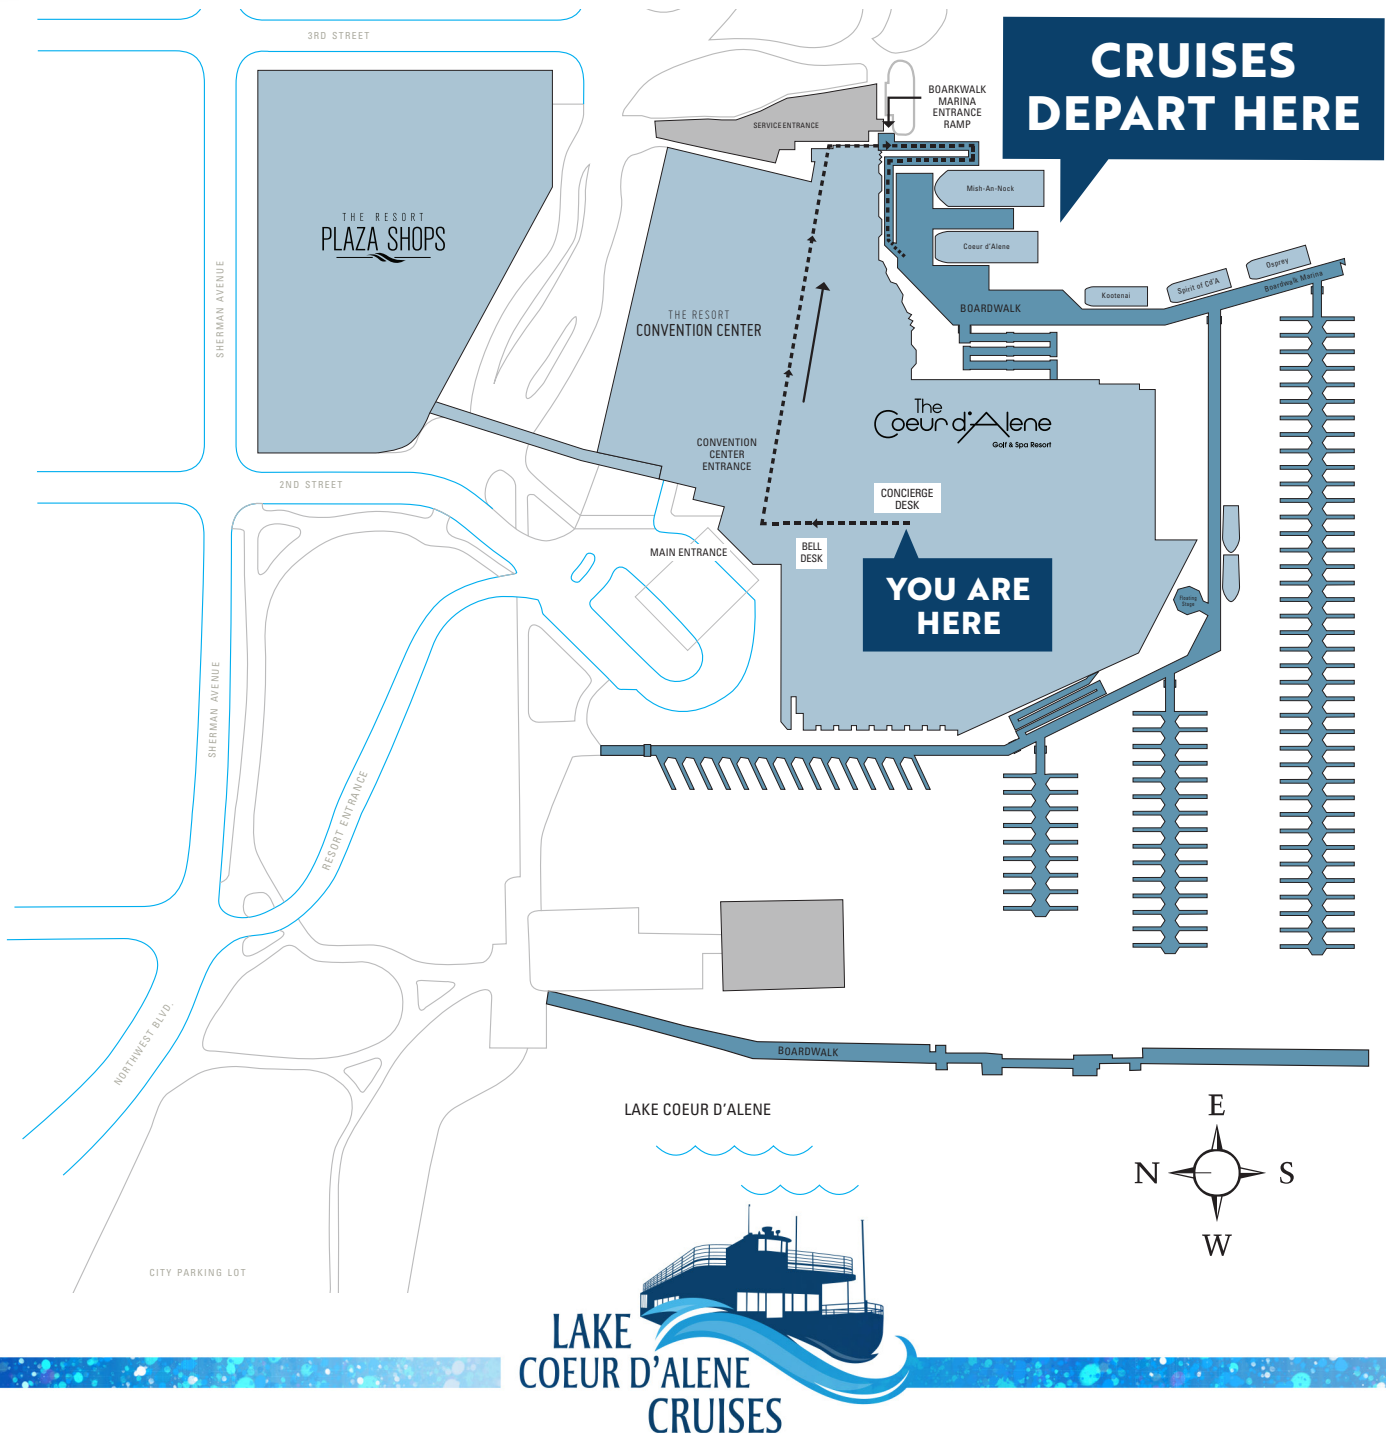 3RD STREET
CRUISES
DEPART HERE
BOARKWALK
MARINA
ENTRANCE
RAMP
SERVICE ENTRANCE
Mish-An-Nock
THE RESORT
PLAZA SHOPS
Coeur d'Alene
Osprey
Spirit of Cd'A
Boardwalk Marina
Kootenai
BOARDWALK
SHERMAN AVENUE
THE RESORT
CONVENTION CENTER
The
Coeur d'Alene
Golf & Spa Resort
CONVENTION
CENTER
ENTRANCE
2ND STREET
CONCIERGE
DESK
MAIN ENTRANCE
BELL
DESK
YOU ARE
HERE
Floating
Stage
SHERMAN AVENUE
RESORT ENTRANCE
NORTHWEST BLVD.
BOARDWALK
LAKE COEUR D'ALENE
E
N
S
W
CITY PARKING LOT
LAKE
COEUR D'ALENE
CRUISES